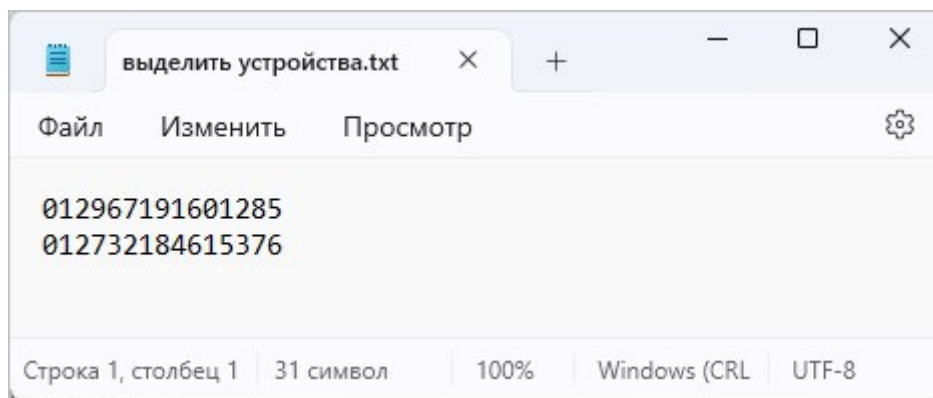 выделить устройства.txt
Файл Изменить Просмотр
012967191601285
012732184615376
Строка 1, столбец 1 31 символ 100% Windows (CRL UTF-8